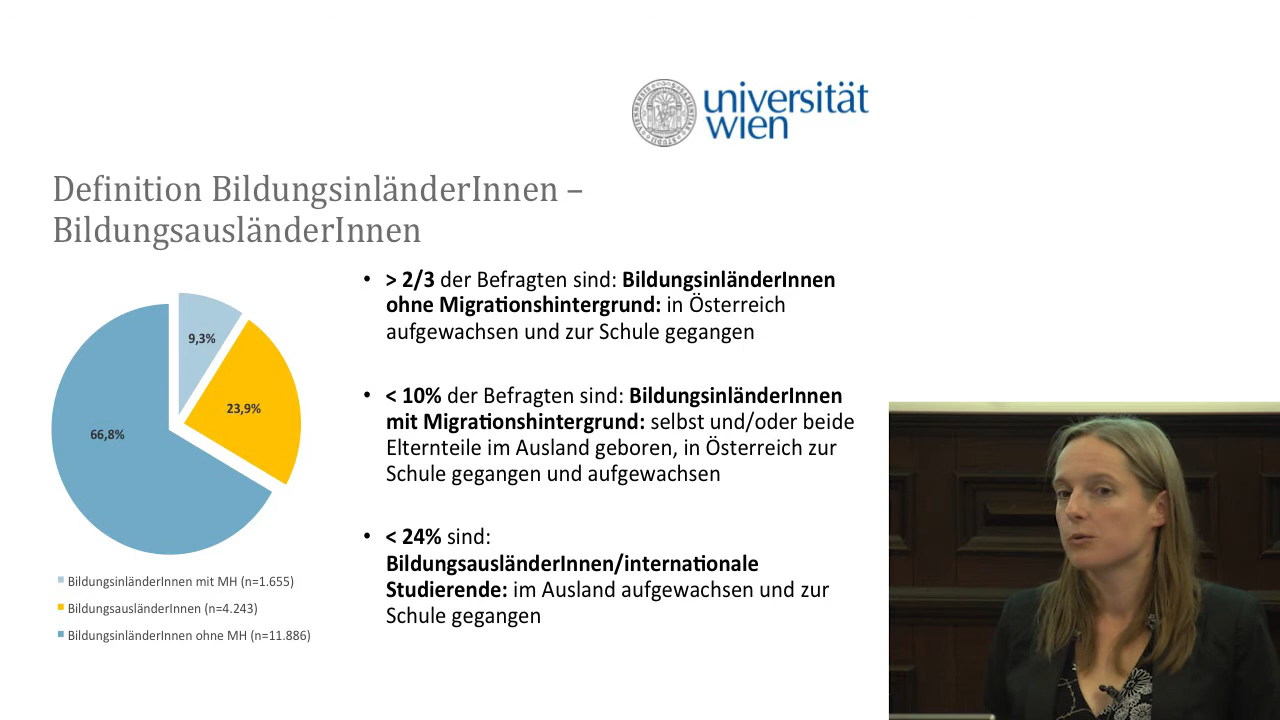 universität
wien
Definition BildungsinländerInnen –
BildungsausländerInnen
9,3%
23,9%
66,8%
BildungsinländerInnen mit MH (n=1.655)
BildungsausländerInnen (n=4.243)
BildungsinländerInnen ohne MH (n=11.886)
• > 2/3 der Befragten sind: BildungsinländerInnen
ohne Migrationshintergrund: in Österreich
aufgewachsen und zur Schule gegangen
• < 10% der Befragten sind: BildungsinländerInnen
mit Migrationshintergrund: selbst und/oder beide
Elternteile im Ausland geboren, in Österreich zur
Schule gegangen und aufgewachsen
• < 24% sind:
BildungsausländerInnen/internationale
Studierende: im Ausland aufgewachsen und zur
Schule gegangen